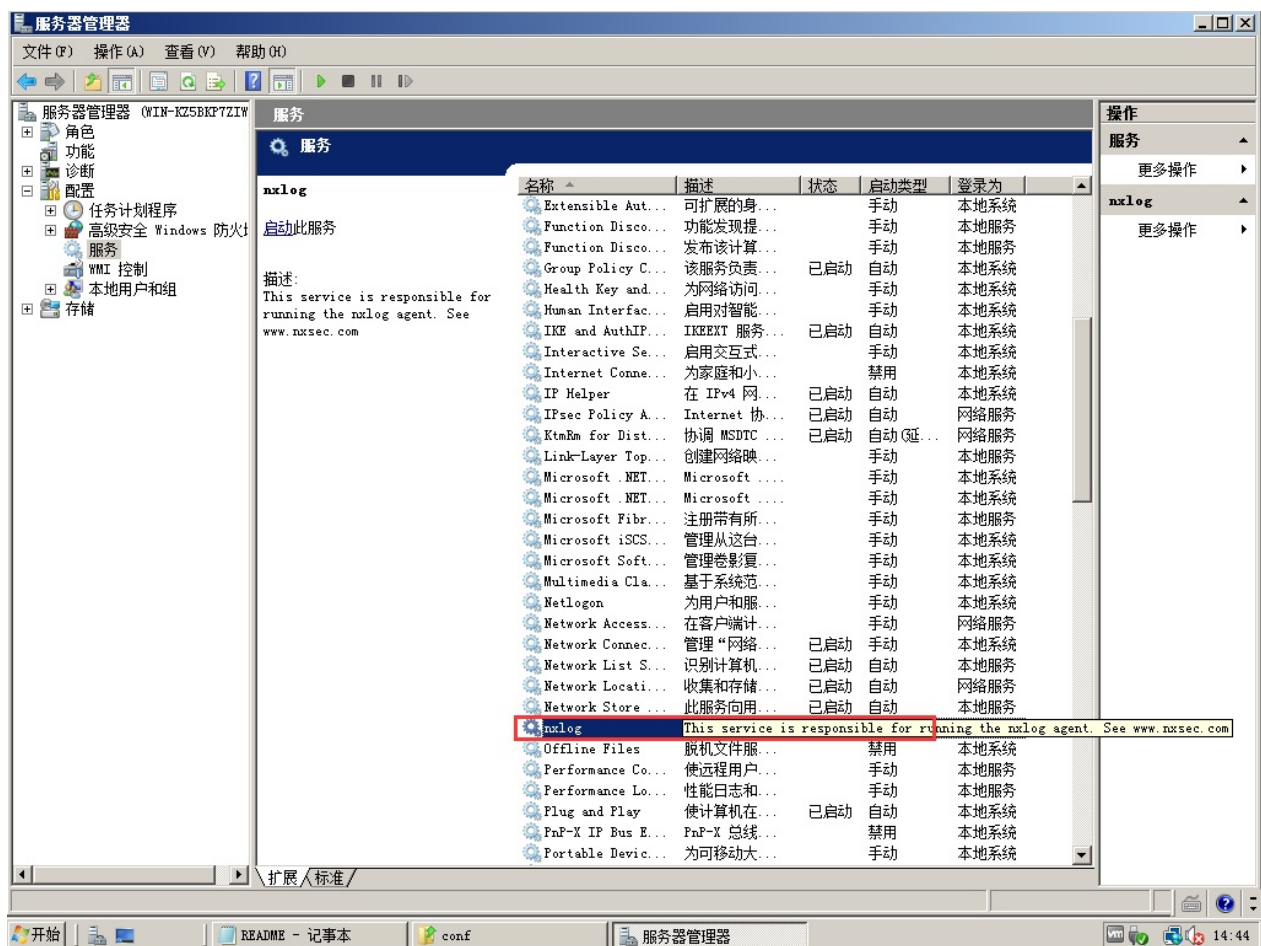 服务器管理器
文件(F) 操作(A) 查看(V) 帮助(H)
服务器管理器 (WIN-KZ5BKP7ZIW
角色
功能
诊断
配置
任务计划程序
高级安全 Windows 防火
服务
WMI 控制
本地用户和组
存储
服务
服务
nxlog
启动此服务
描述:
This service is responsible for
running the nxlog agent. See
www.nxsec.com
名称 描述 状态 启动类型 登录为
Extensible Aut... 可扩展的身... 手动 本地系统
Function Disco... 功能发现提... 手动 本地服务
Function Disco... 发布该计算... 手动 本地服务
Group Policy C... 该服务负责... 已启动 自动 本地系统
Health Key and... 为网络访问... 手动 本地系统
Human Interfac... 启用对智能... 手动 本地系统
IKE and AuthIP... IKEEXT 服务... 已启动 自动 本地系统
Interactive Se... 启用交互式... 手动 本地系统
Internet Conne... 为家庭和小... 禁用 本地系统
IP Helper 在 IPv4 网... 已启动 自动 本地系统
IPsec Policy A... Internet 协... 已启动 自动 网络服务
KtmRm for Dist... 协调 MSDTC ... 已启动 自动(延... 网络服务
Link-Layer Top... 创建网络映... 手动 本地服务
Microsoft .NET... Microsoft .... 手动 本地系统
Microsoft .NET... Microsoft .... 手动 本地系统
Microsoft Fibr... 注册带有所... 手动 本地服务
Microsoft iSCS... 管理从这台... 手动 本地系统
Microsoft Soft... 管理卷影复... 手动 本地系统
Multimedia Cla... 基于系统范... 手动 本地系统
Netlogon 为用户和服... 手动 本地系统
Network Access... 在客户端计... 手动 网络服务
Network Connec... 管理“网络... 已启动 手动 本地系统
Network List S... 识别计算机... 已启动 自动 本地服务
Network Locati... 收集和存储... 已启动 自动 网络服务
Network Store ... 此服务向用... 已启动 自动 本地服务
nxlog This service is responsible for running the nxlog agent. See www.nxsec.com
Offline Files 脱机文件服... 禁用 本地系统
Performance Co... 使远程用户... 手动 本地服务
Performance Lo... 性能日志和... 手动 本地服务
Plug and Play 使计算机在... 已启动 自动 本地系统
PnP-X IP Bus E... PnP-X 总线... 禁用 本地系统
Portable Devic... 为可移动大... 手动 本地系统
扩展 标准
操作
服务
更多操作
nxlog
更多操作
开始 README - 记事本 conf 服务器管理器 14:44